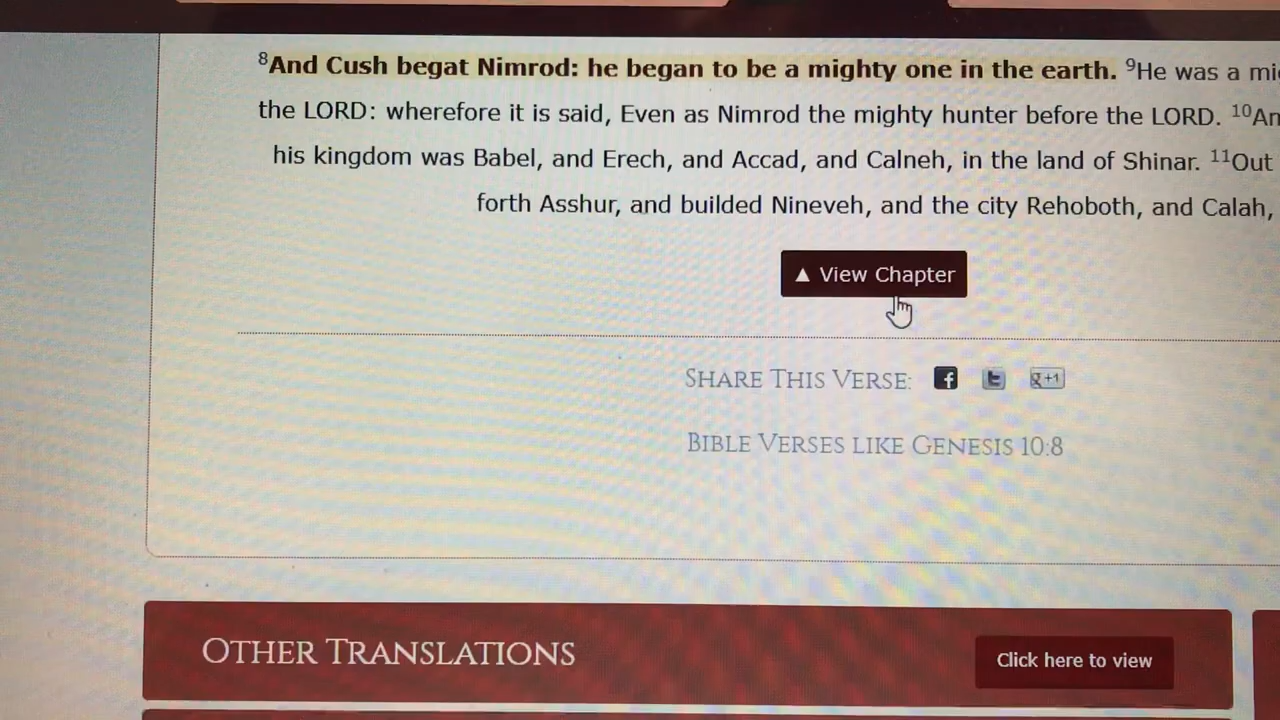 8And Cush begat Nimrod: he began to be a mighty one in the earth. 9He was a
the LORD: wherefore it is said, Even as Nimrod the mighty hunter before the LORD. 10
his kingdom was Babel, and Erech, and Accad, and Calneh, in the land of Shinar. 11Out
forth Asshur, and builded Nineveh, and the city Rehoboth, and Calah,
▲ View Chapter
SHARE THIS VERSE: f t g+1
BIBLE VERSES LIKE GENESIS 10:8
OTHER TRANSLATIONS
Click here to view